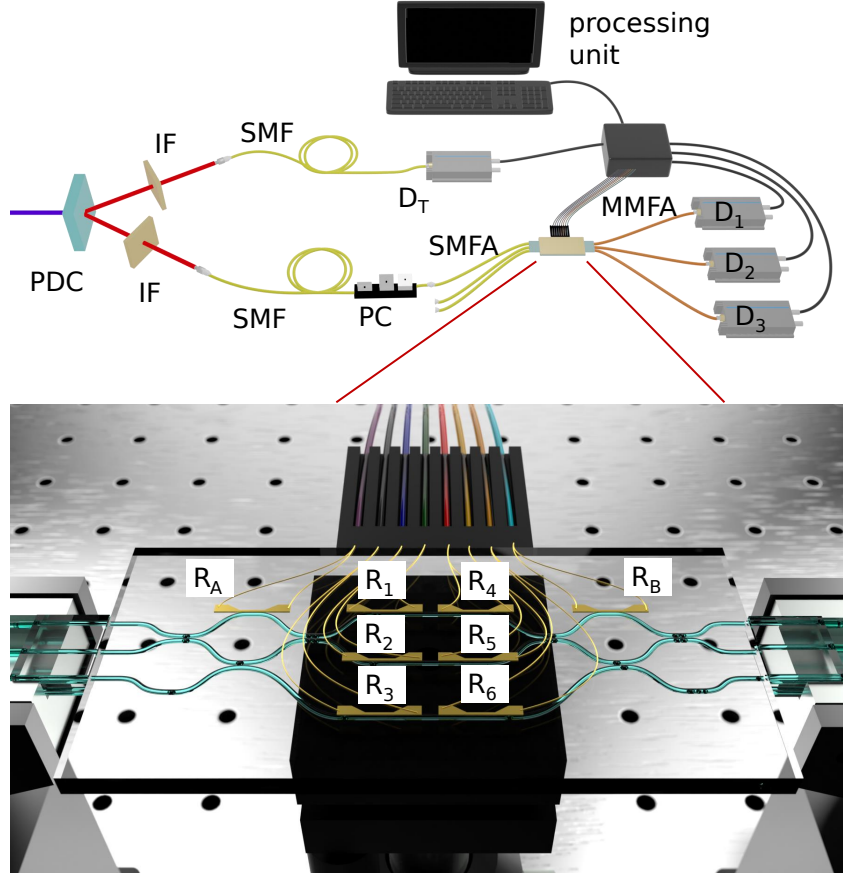 processing
unit
IF
SMF
D_T
MMFA
D_1
SMFA
D_2
PDC
IF
SMF
PC
D_3
R_A
R_1
R_4
R_B
R_2
R_5
R_3
R_6